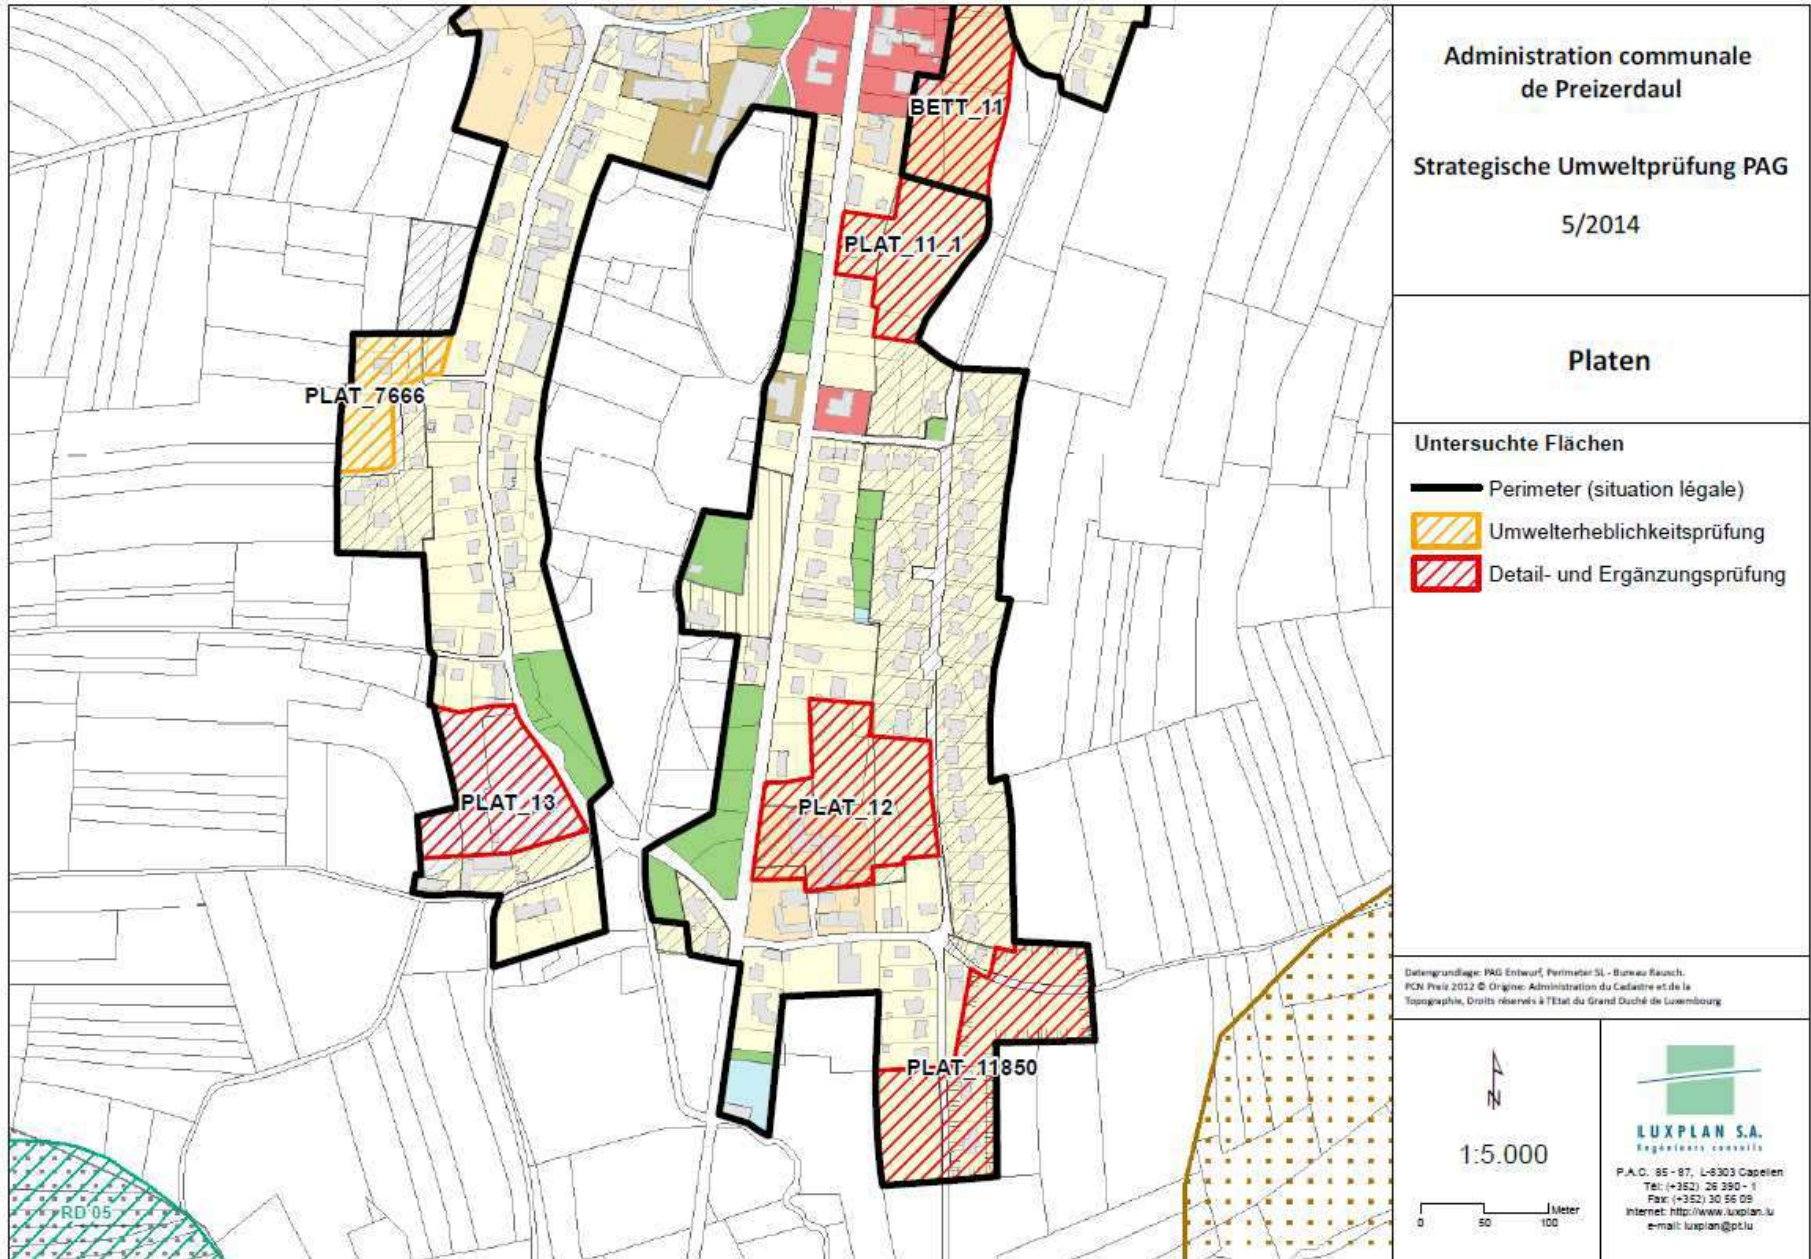 BETT_11
PLAT_11_1
PLAT_7666
PLAT_13
PLAT_12
PLAT_11850
RD 05
Administration communale
de Preizerdaul
Strategische Umweltprüfung PAG
5/2014
Platen
Untersuchte Flächen
Perimeter (situation légale)
Umwelterheblichkeitsprüfung
Detail- und Ergänzungsprüfung
Datengrundlage: PAG Entwurf, Perimeter SL - Bureau Rausch.
PCN Preiz 2012 © Origine: Administration du Cadastre et de la
Topographie, Droits réservés à l'Etat du Grand Duché de Luxembourg
N
1:5.000
Meter
0 50 100
LUXPLAN S.A.
Ingénieurs conseils
P.A.C. 85 - 87, L-8303 Capellen
Tél: (+352) 26 390 - 1
Fax: (+352) 30 56 09
Internet: http://www.luxplan.lu
e-mail: luxplan@pt.lu